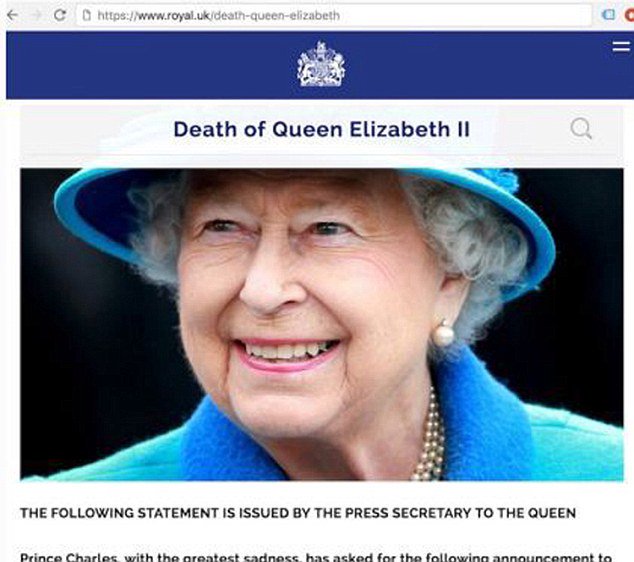 https://www.royal.uk/death-queen-elizabeth
Death of Queen Elizabeth II
THE FOLLOWING STATEMENT IS ISSUED BY THE PRESS SECRETARY TO THE QUEEN
Prince Charles, with the greatest sadness, has asked for the following announcement to